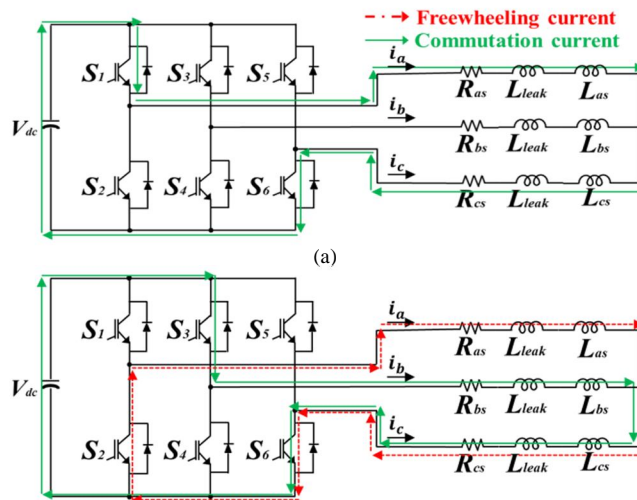 Freewheeling current
Commutation current
S1 S3 S5
ia
Ras Lleak Las
Vdc
ib
Rbs Lleak Lbs
S2 S4 S6
ic
Rcs Lleak Lcs
(a)
S1 S3 S5
ia
Ras Lleak Las
Vdc
ib
Rbs Lleak Lbs
S2 S4 S6
ic
Rcs Lleak Lcs